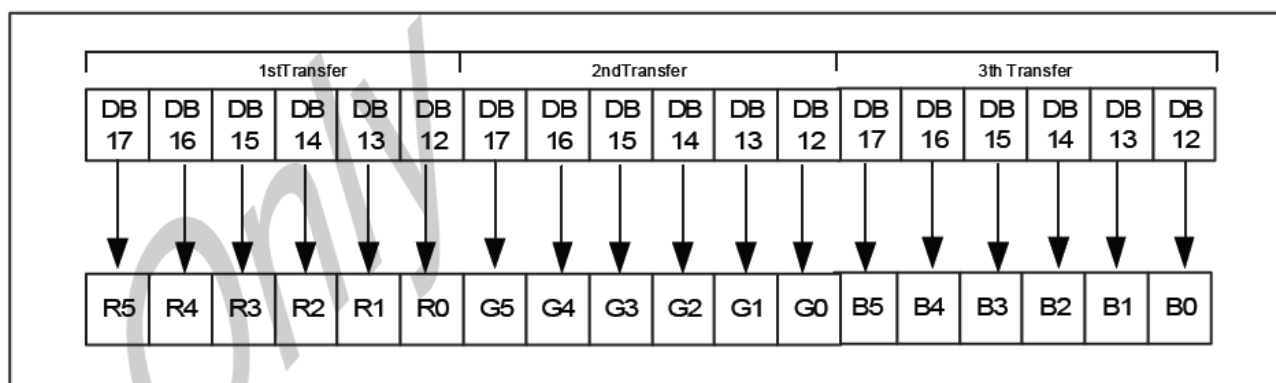 1stTransfer 2ndTransfer 3th Transfer
DB DB DB DB DB DB DB DB DB DB DB DB DB DB DB DB DB DB
17 16 15 14 13 12 17 16 15 14 13 12 17 16 15 14 13 12
R5 R4 R3 R2 R1 R0 G5 G4 G3 G2 G1 G0 B5 B4 B3 B2 B1 B0
Only